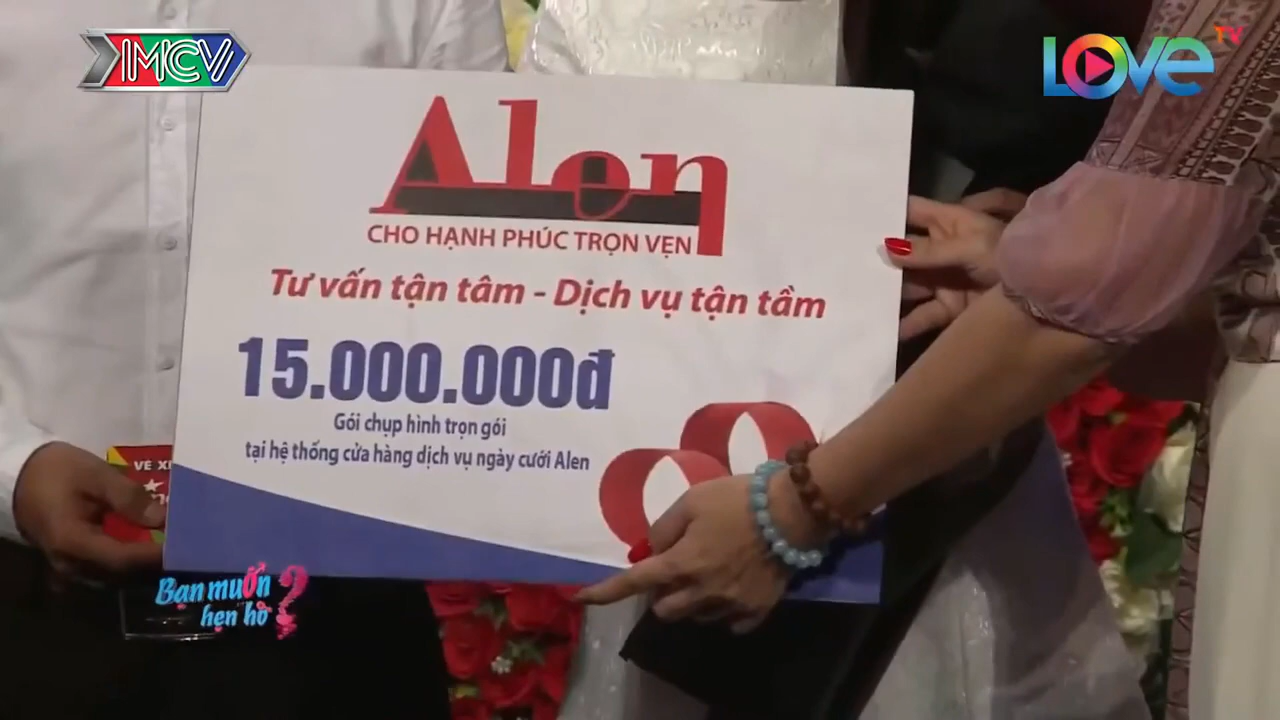 MCV
LOVE TV
Alen
CHO HẠNH PHÚC TRỌN VẸN
Tư vấn tận tâm - Dịch vụ tận tầm
15.000.000đ
Gói chụp hình trọn gói
tại hệ thống cửa hàng dịch vụ ngày cưới Alen
VÉ
Bạn muốn
hẹn hò ?